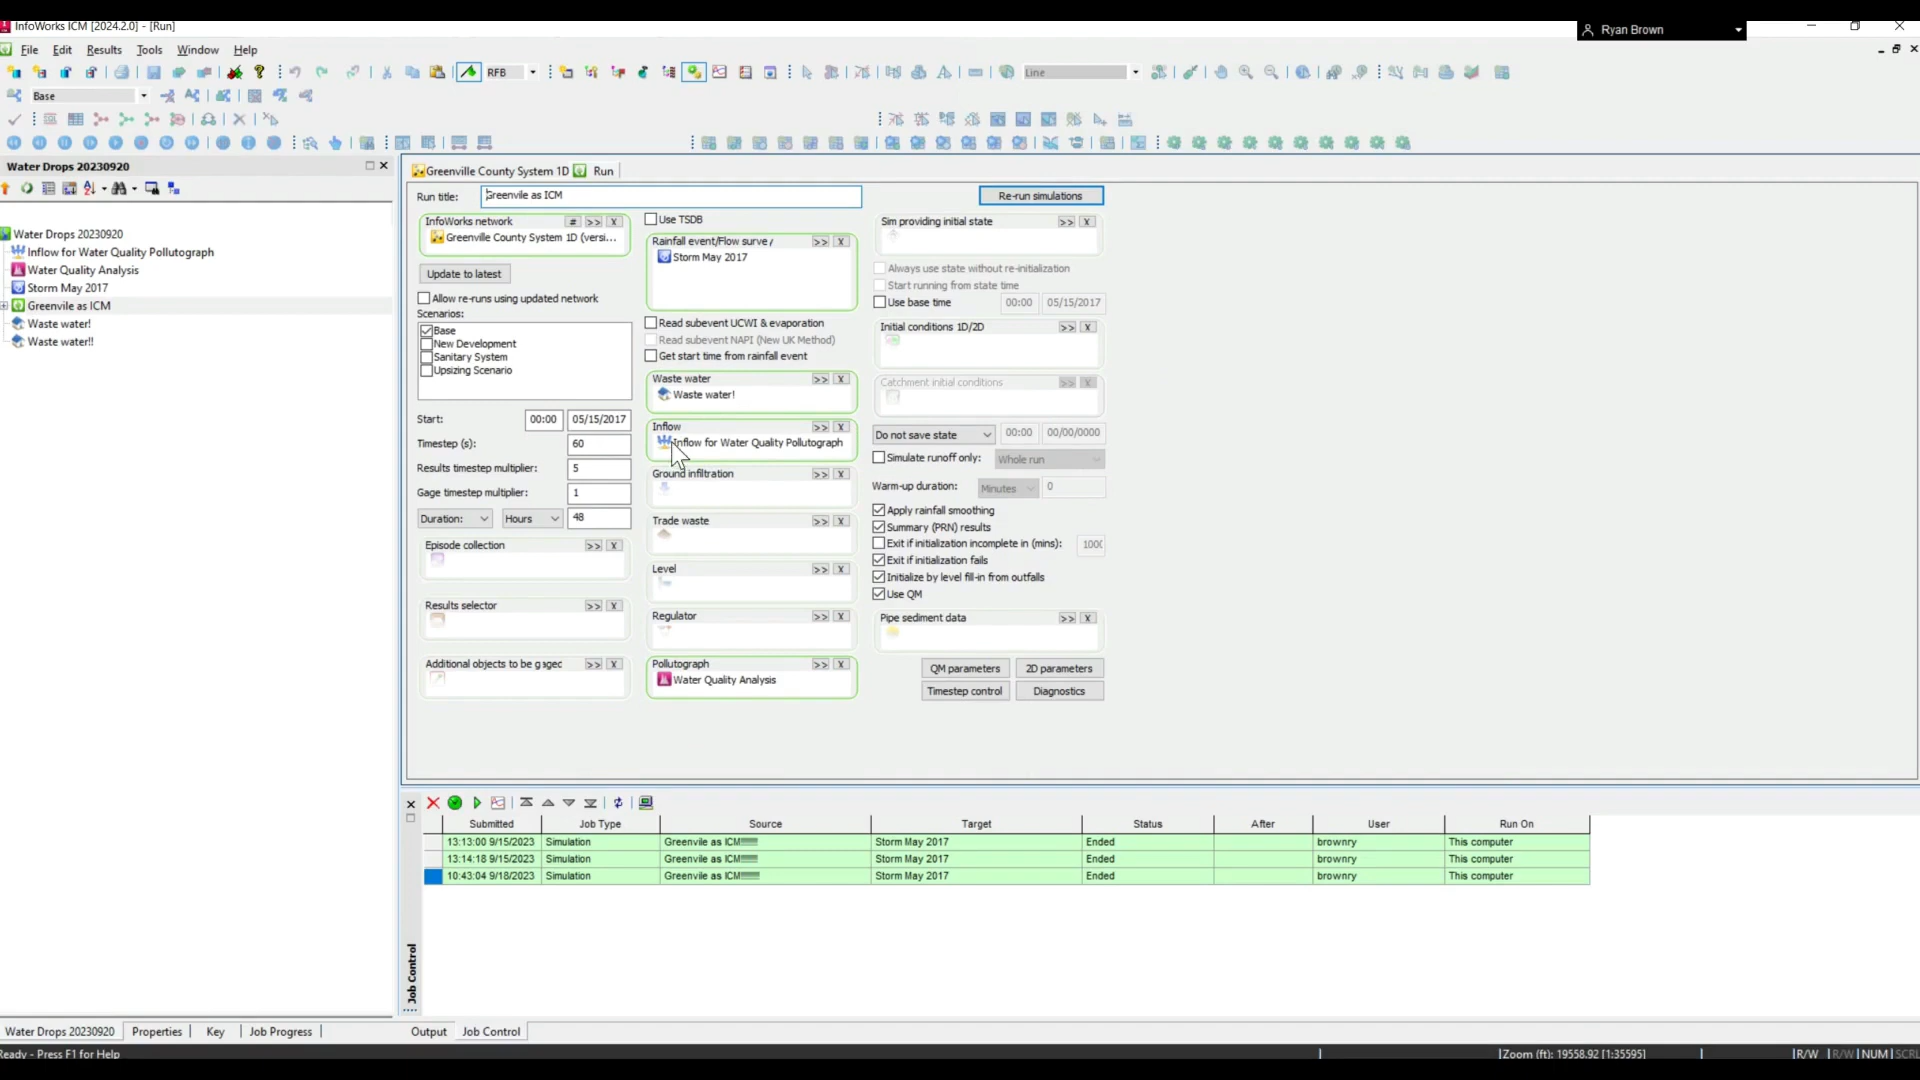 InfoWorks ICM [2024.2.0] - [Run]
Ryan Brown
File Edit Results Tools Window Help
RFB
Line
Base
Water Drops 20230920
Water Drops 20230920
Inflow for Water Quality Pollutograph
Water Quality Analysis
Storm May 2017
Greenvile as ICM
Waste water!
Waste water!!
Greenville County System 1D
Run
Run title:
Greenvile as ICM
Re-run simulations
InfoWorks network
# >> X
Greenville County System 1D (versi...
Update to latest
Allow re-runs using updated network
Scenarios:
Base
New Development
Sanitary System
Upsizing Scenario
Start:
00:00
05/15/2017
Timestep (s):
60
Results timestep multiplier:
5
Gage timestep multiplier:
1
Duration:
Hours
48
Episode collection
>> X
Results selector
>> X
Additional objects to be gagec
>> X
Use TSDB
Rainfall event/Flow survey
>> X
Storm May 2017
Read subevent UCWI & evaporation
Read subevent NAPI (New UK Method)
Get start time from rainfall event
Waste water
>> X
Waste water!
Inflow
>> X
Inflow for Water Quality Pollutograph
Ground infiltration
>> X
Trade waste
>> X
Level
>> X
Regulator
>> X
Pollutograph
>> X
Water Quality Analysis
Sim providing initial state
>> X
Always use state without re-initialization
Start running from state time
Use base time
00:00
05/15/2017
Initial conditions 1D/2D
>> X
Catchment initial conditions
>> X
Do not save state
00:00
00/00/0000
Simulate runoff only:
Whole run
Warm-up duration:
Minutes
0
Apply rainfall smoothing
Summary (PRN) results
Exit if initialization incomplete in (mins):
Exit if initialization fails
Initialize by level fill-in from outfalls
Use QM
Pipe sediment data
>> X
QM parameters
2D parameters
Timestep control
Diagnostics
Job Control
Submitted Job Type Source Target Status After User Run On
13:13:00 9/15/2023 Simulation Storm May 2017 Ended brownry This computer
13:14:18 9/15/2023 Simulation Storm May 2017 Ended brownry This computer
10:43:04 9/18/2023 Simulation Storm May 2017 Ended brownry This computer
Water Drops 20230920
Properties
Key
Job Progress
Output
Job Control
Ready - Press F1 for Help
Zoom (ft): 19558.92 [1:35595]
R/W
R/W
NUM
SCRL